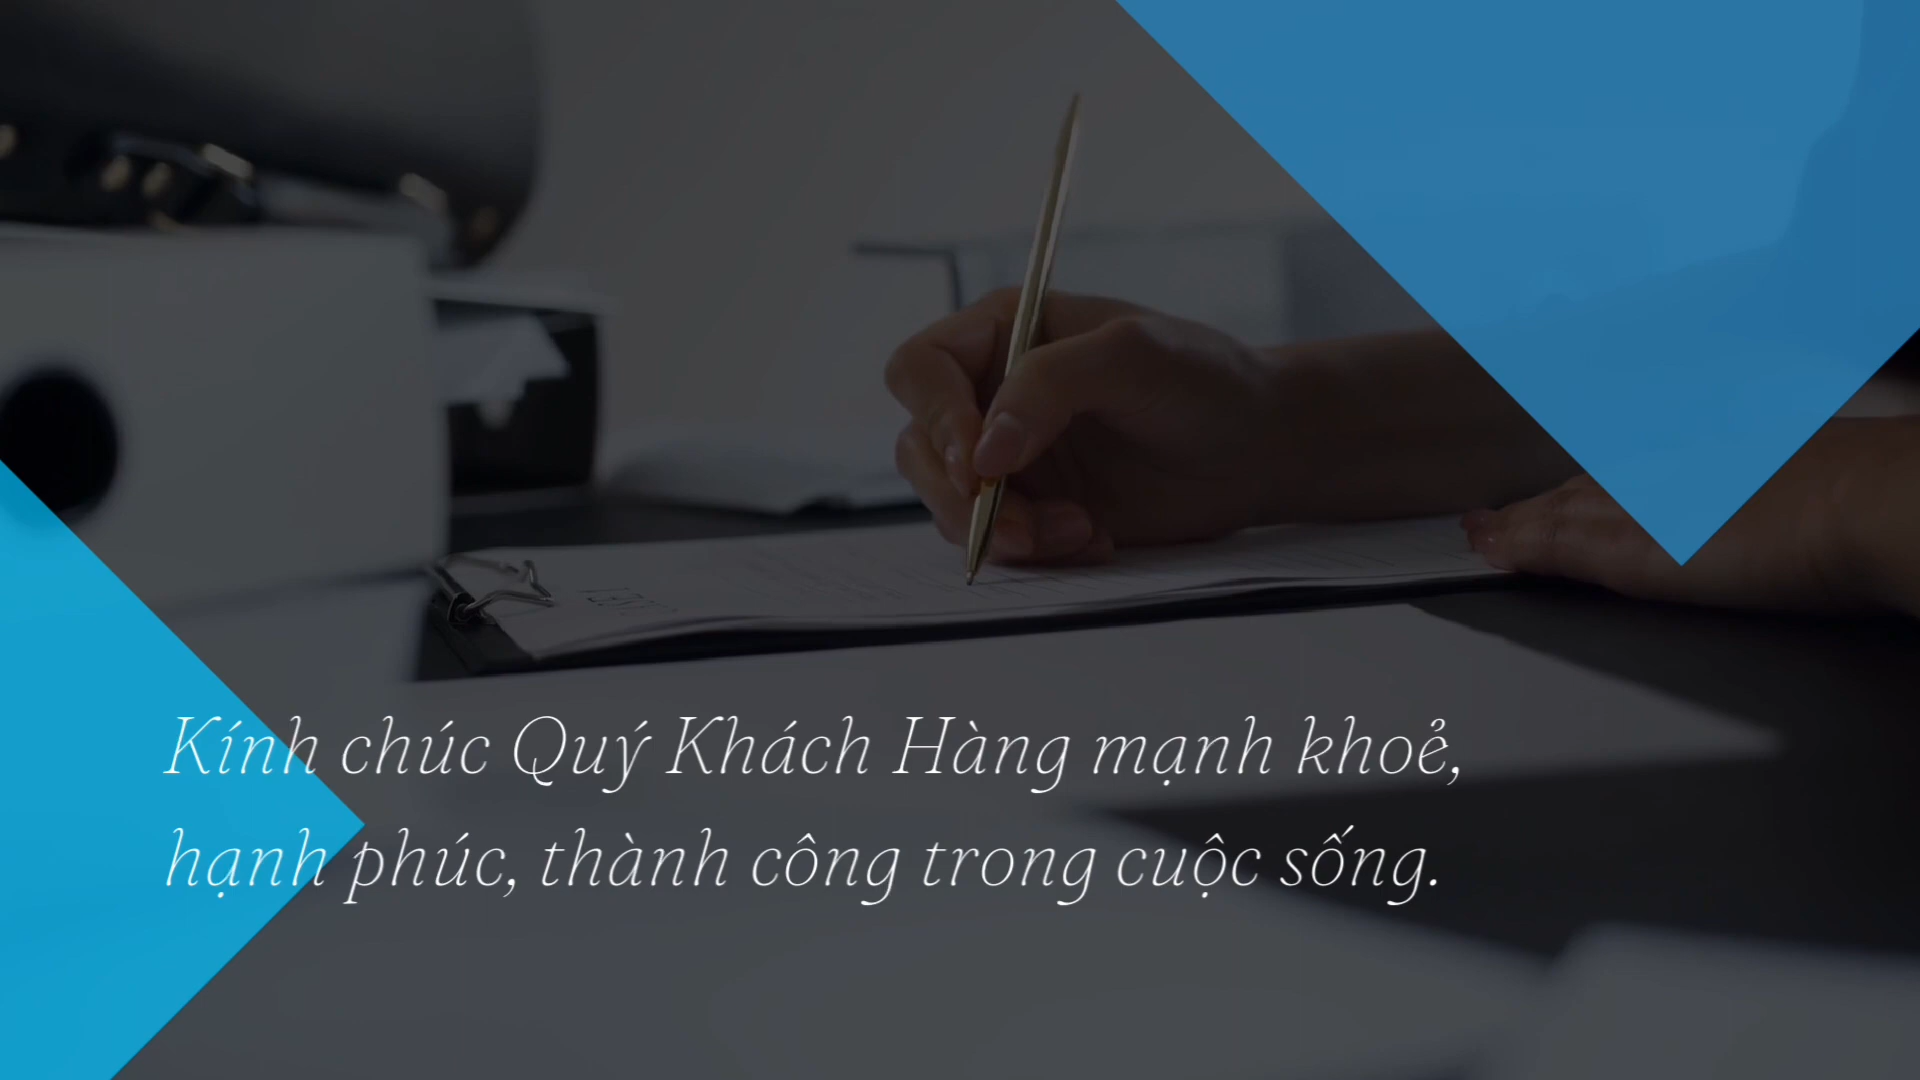 Kính chúc Quý Khách Hàng mạnh khoẻ,
hạnh phúc, thành công trong cuộc sống.